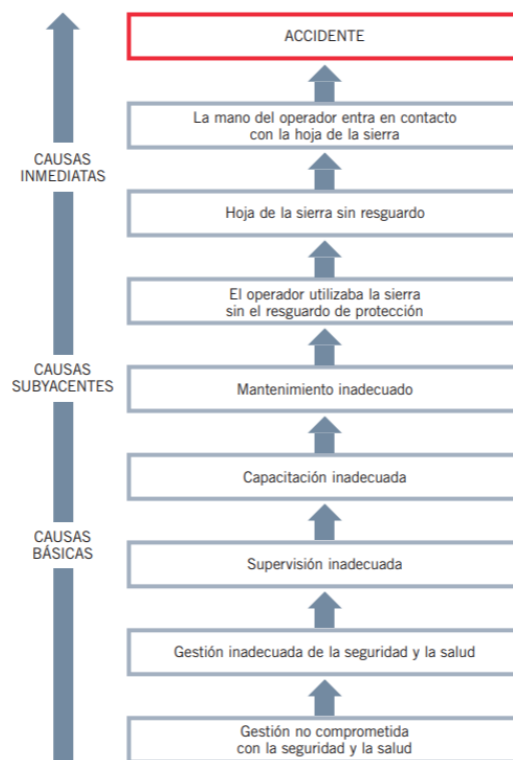 ACCIDENTE
La mano del operador entra en contacto
con la hoja de la sierra
CAUSAS
INMEDIATAS
Hoja de la sierra sin resguardo
El operador utilizaba la sierra
sin el resguardo de protección
CAUSAS
SUBYACENTES
Mantenimiento inadecuado
Capacitación inadecuada
CAUSAS
BÁSICAS
Supervisión inadecuada
Gestión inadecuada de la seguridad y la salud
Gestión no comprometida
con la seguridad y la salud